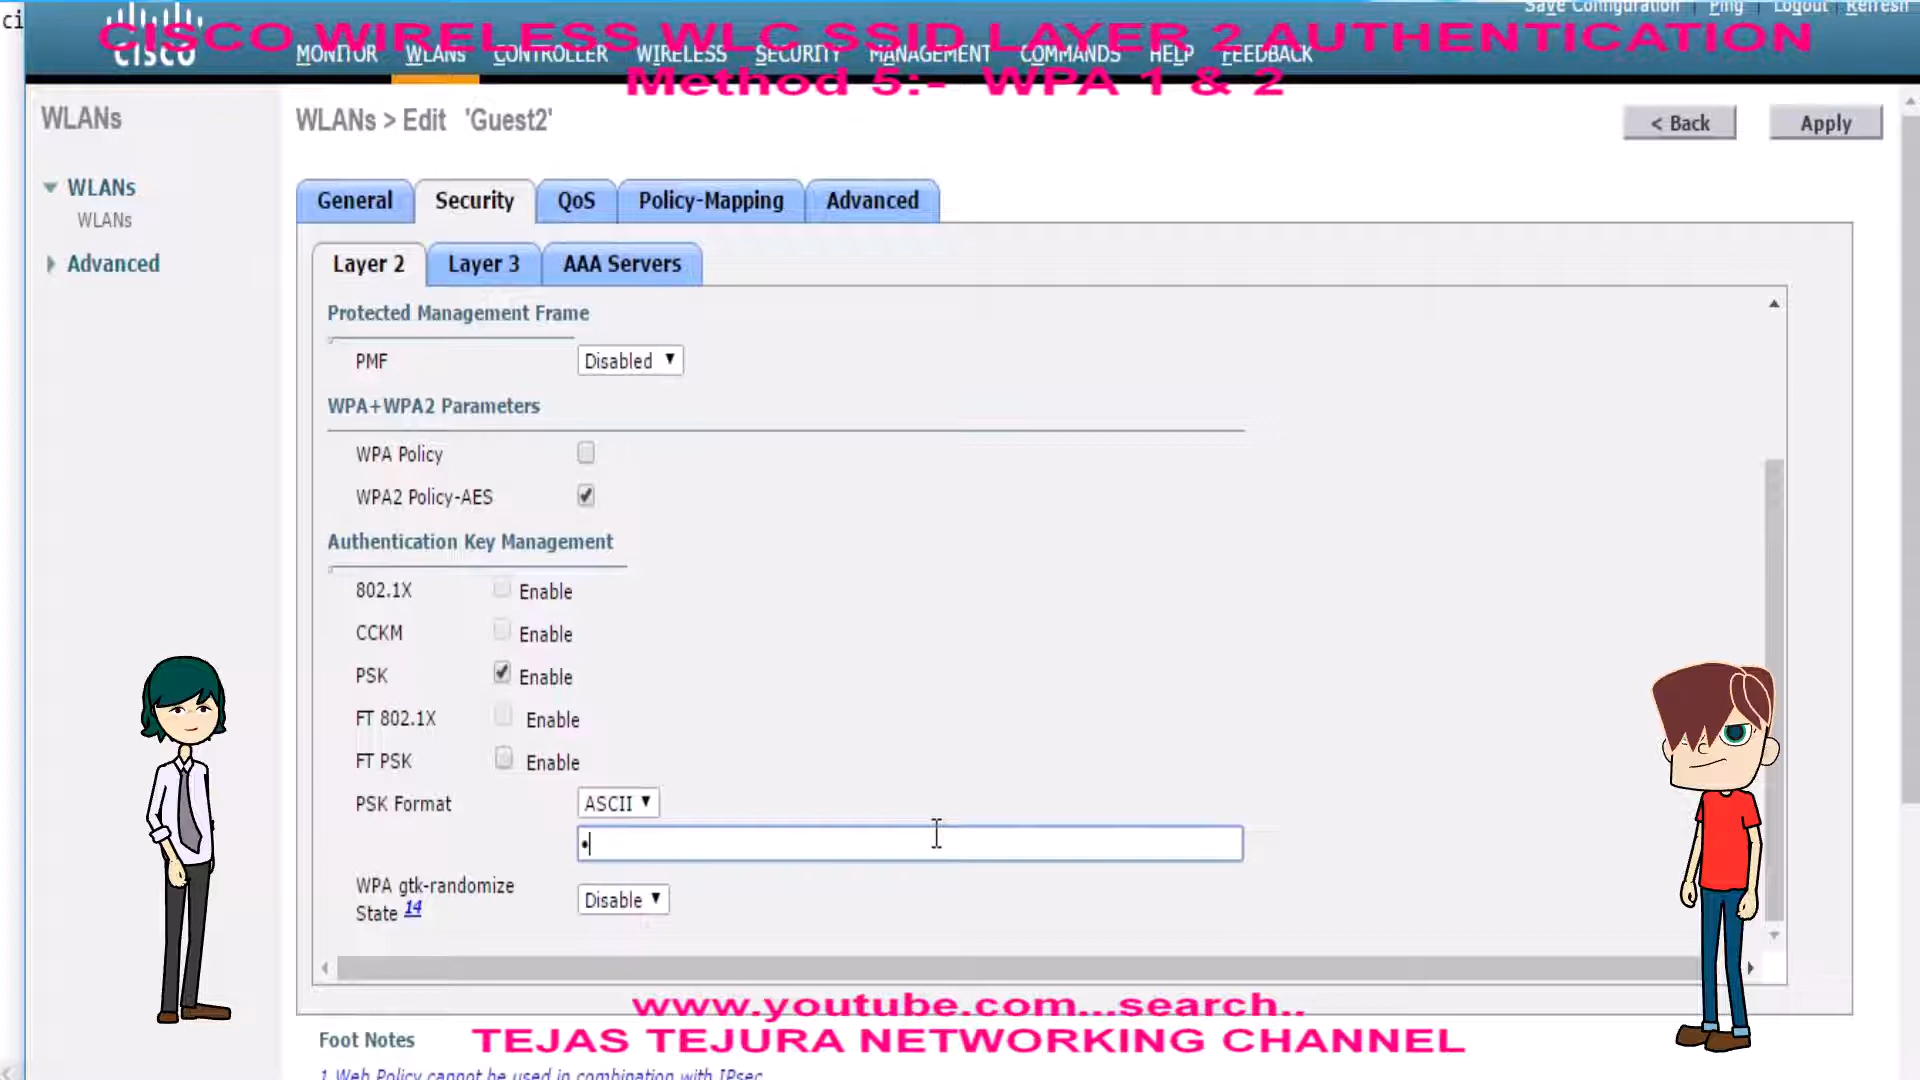 ci
Save Configuration | Ping | Logout | Refresh
CISCO WIRELESS WLC SSID LAYER 2 AUTHENTICATION
CISCO MONITOR WLANs CONTROLLER WIRELESS SECURITY MANAGEMENT COMMANDS HELP FEEDBACK
Method 5:- WPA 1 & 2
WLANs
WLANs > Edit 'Guest2'
< Back
Apply
WLANs
WLANs
Advanced
General Security QoS Policy-Mapping Advanced
Layer 2 Layer 3 AAA Servers
Protected Management Frame
PMF Disabled
WPA+WPA2 Parameters
WPA Policy
WPA2 Policy-AES
Authentication Key Management
802.1X Enable
CCKM Enable
PSK Enable
FT 802.1X Enable
FT PSK Enable
PSK Format ASCII
•
WPA gtk-randomize
State 14 Disable
www.youtube.com...search..
Foot Notes
TEJAS TEJURA NETWORKING CHANNEL
1 Web Policy cannot be used in combination with IPsec